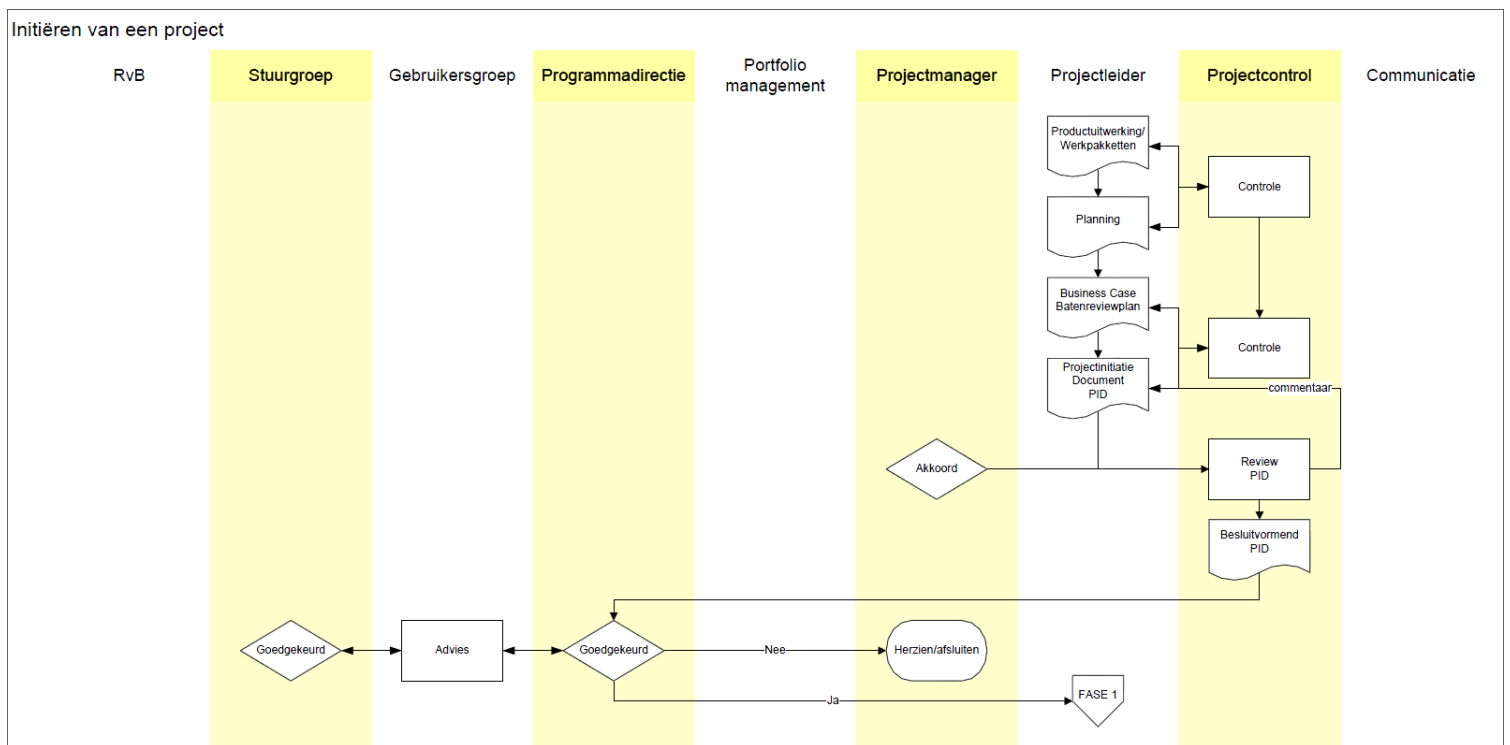 Initiëren van een project
RvB
Stuurgroep
Gebruikersgroep
Programmadirectie
Portfolio
management
Projectmanager
Projectleider
Projectcontrol
Communicatie
Productuitwerking/
Werkpakketten
Controle
Planning
Business Case
Batenreviewplan
Controle
Projectinitiatie
Document
PID
commentaar
Akkoord
Review
PID
Besluitvormend
PID
Goedgekeurd
Advies
Goedgekeurd
Nee
Herzien/afsluiten
Ja
FASE 1